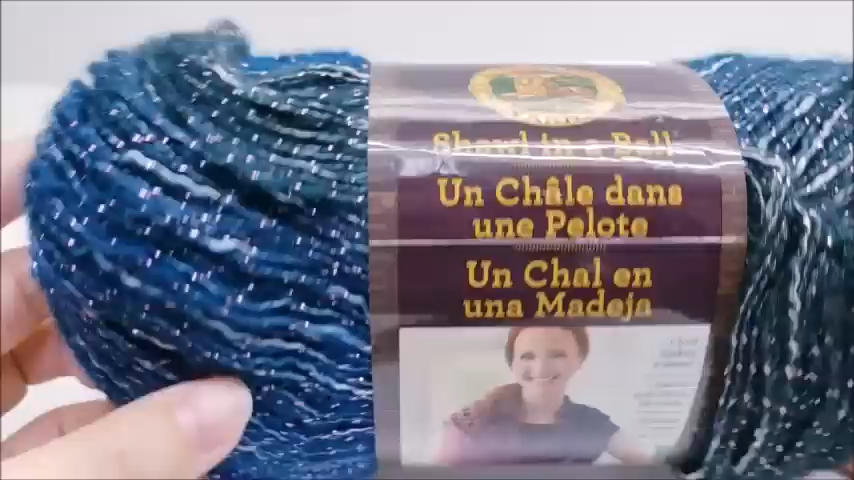 Shawl in a Ball
Un Châle dans
une Pelote
Un Chal en
una Madeja